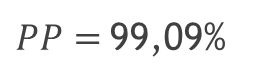 PP = 99,09%